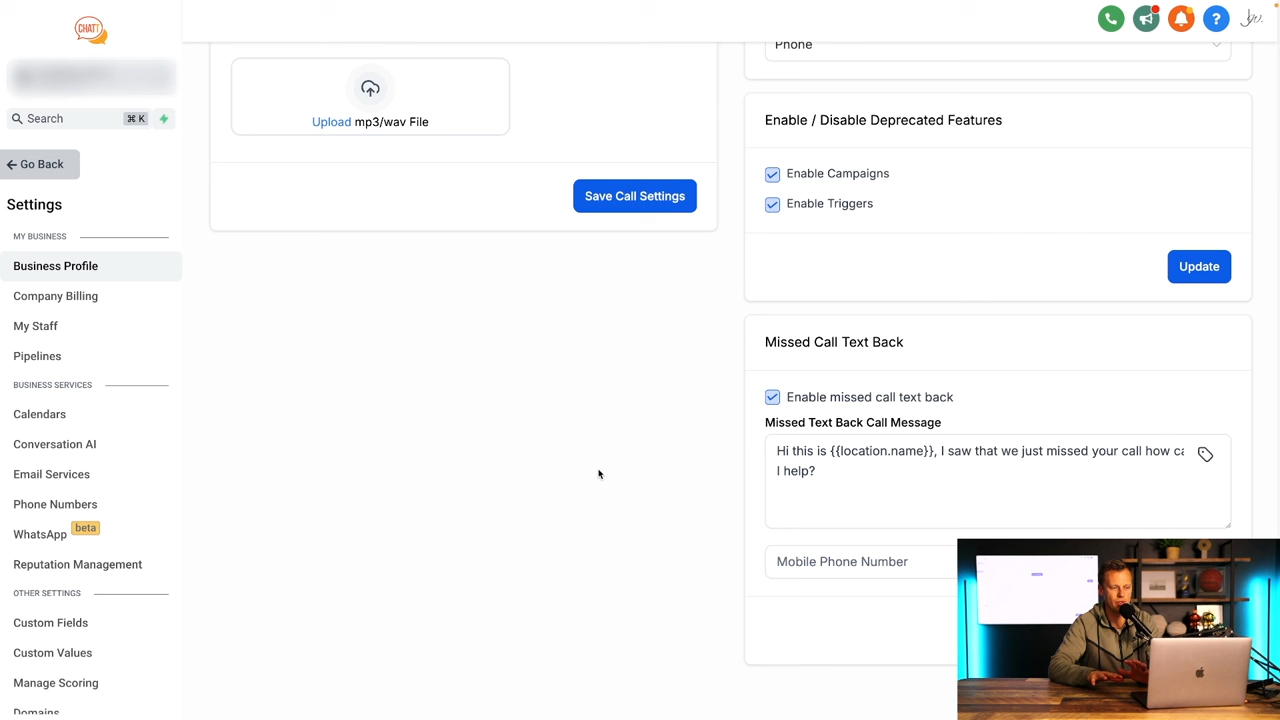 CHATT
Search
⌘ K
Go Back
Settings
MY BUSINESS
Business Profile
Company Billing
My Staff
Pipelines
BUSINESS SERVICES
Calendars
Conversation AI
Email Services
Phone Numbers
WhatsApp beta
Reputation Management
OTHER SETTINGS
Custom Fields
Custom Values
Manage Scoring
Domains
Upload mp3/wav File
Save Call Settings
?
Phone
Enable / Disable Deprecated Features
Enable Campaigns
Enable Triggers
Update
Missed Call Text Back
Enable missed call text back
Missed Text Back Call Message
Hi this is {{location.name}}, I saw that we just missed your call how ca
I help?
Mobile Phone Number